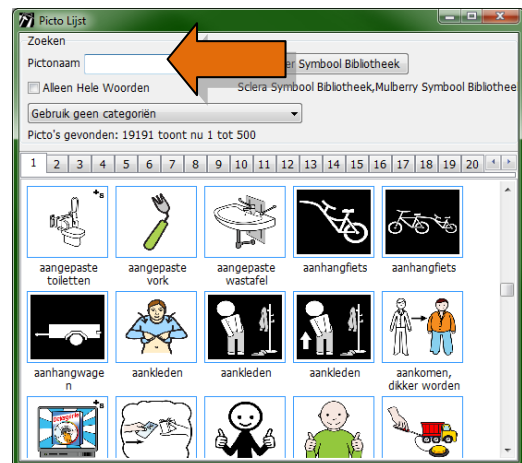 Picto Lijst
Zoeken
Pictonaam
Symbool Bibliotheek
Alleen Hele Woorden
Sclera Symbool Bibliotheek,Mulberry Symbool Bibliothee
Gebruik geen categoriën
Picto's gevonden: 19191 toont nu 1 tot 500
1 2 3 4 5 6 7 8 9 10 11 12 13 14 15 16 17 18 19 20
+s
aangepaste toiletten
aangepaste vork
aangepaste wastafel
aanhangfiets
aanhangfiets
aanhangwage
n
aankleden
aankleden
aankleden
aankomen,
dikker worden
+s